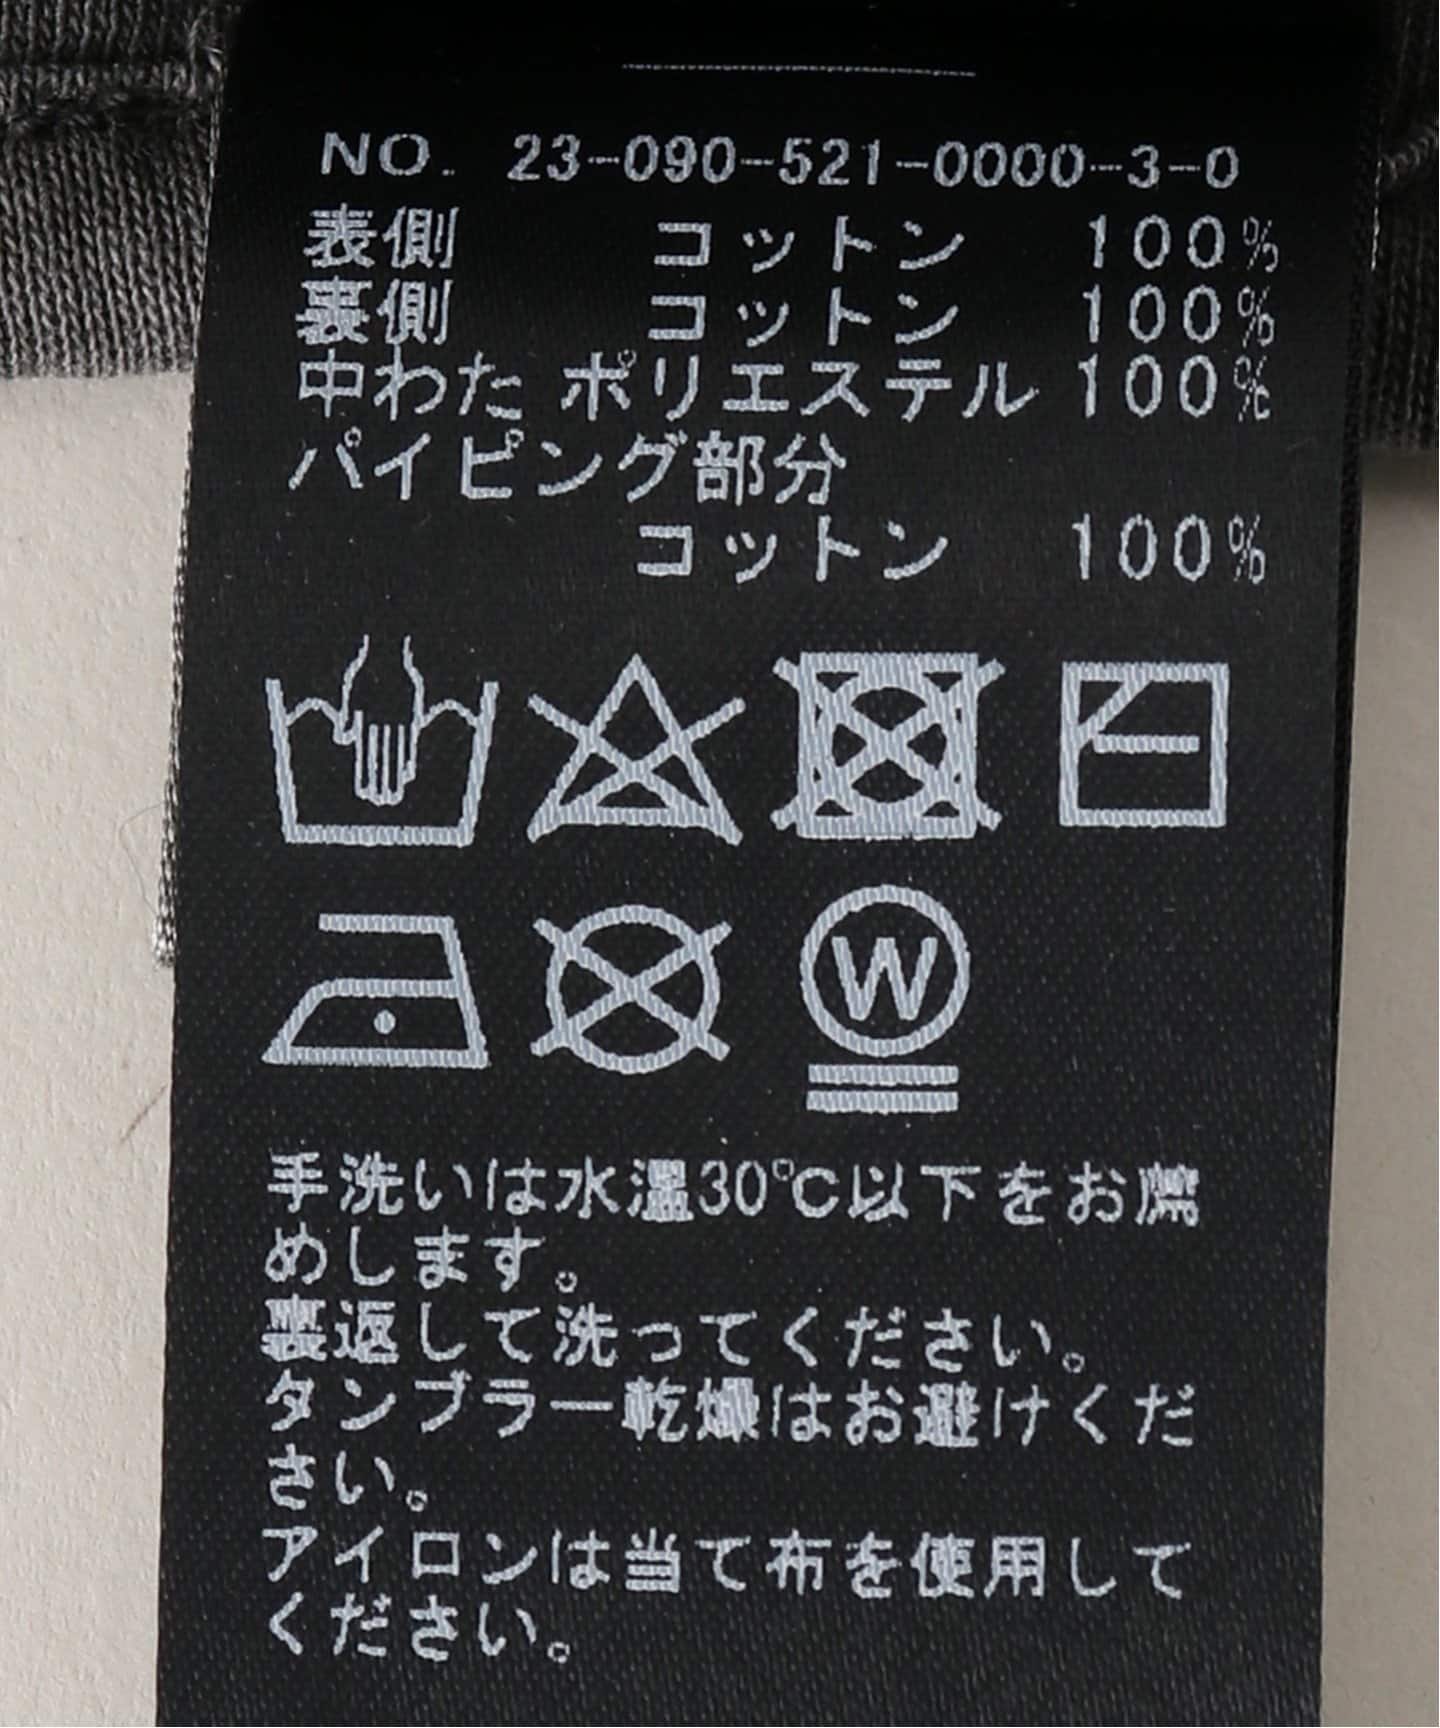 NO. 23-090-521-0000-3-0
表側 コットン 100%
裏側 コットン 100%
中わた ポリエステル 100%
パイピング部分
コットン 100%
W
手洗いは水温30℃以下をお薦
めします。
裏返して洗ってください。
タンブラー乾燥はお避けくだ
さい。
アイロンは当て布を使用して
ください。